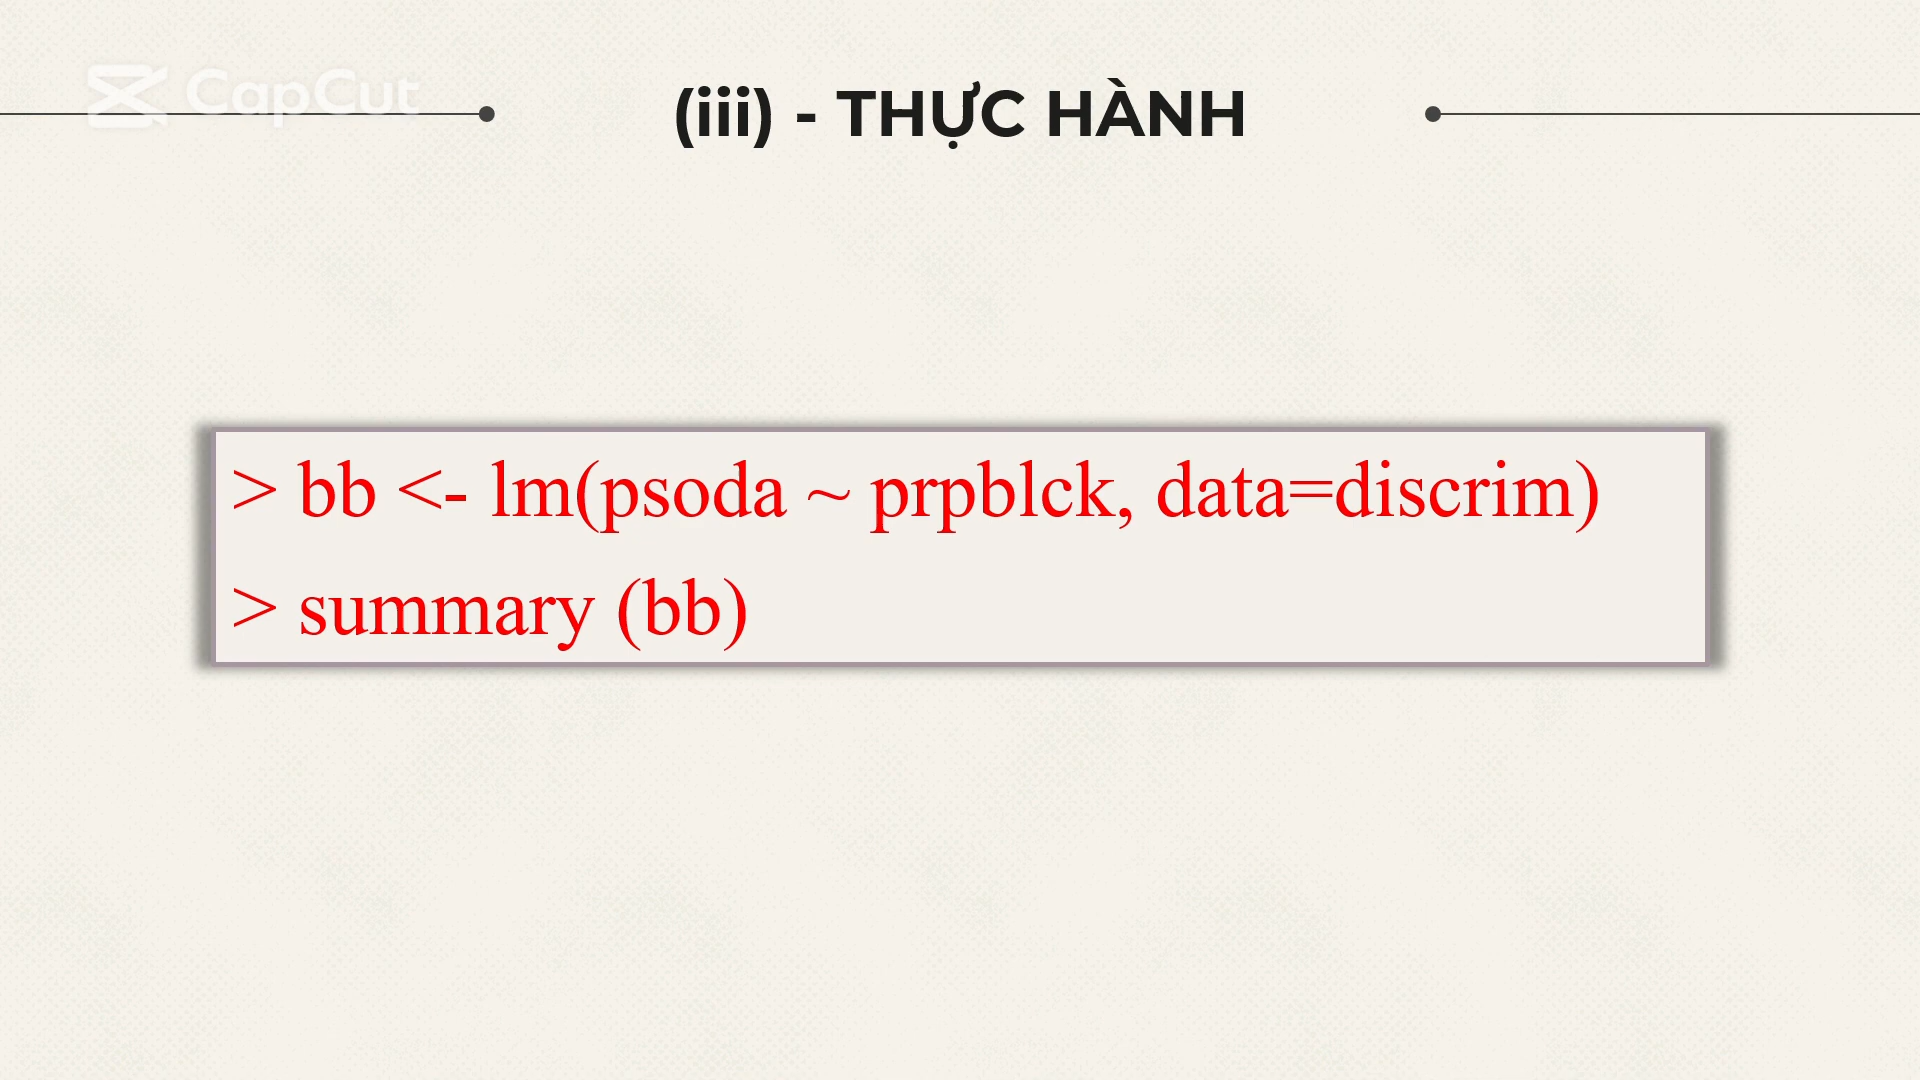 CapCut
(iii) - THỰC HÀNH
> bb <- lm(psoda ~ prpblck, data=discrim)
> summary (bb)